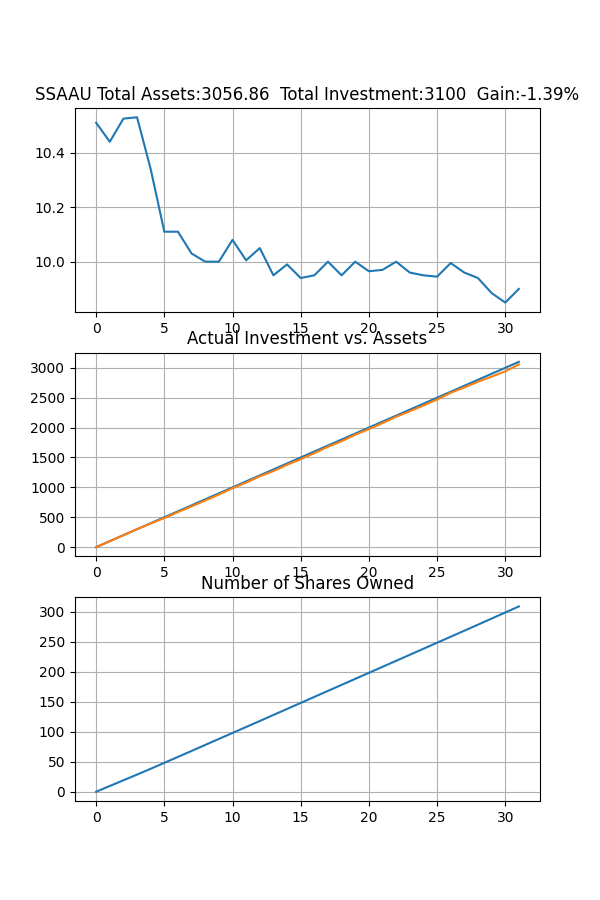 SSAAU Total Assets:3056.86  Total Investment:3100  Gain:-1.39%
10.4
10.2
10.0
0 5 10 15 20 25 30
Actual Investment vs. Assets
3000
2500
2000
1500
1000
500
0
0 5 10 15 20 25 30
Number of Shares Owned
300
250
200
150
100
50
0
0 5 10 15 20 25 30